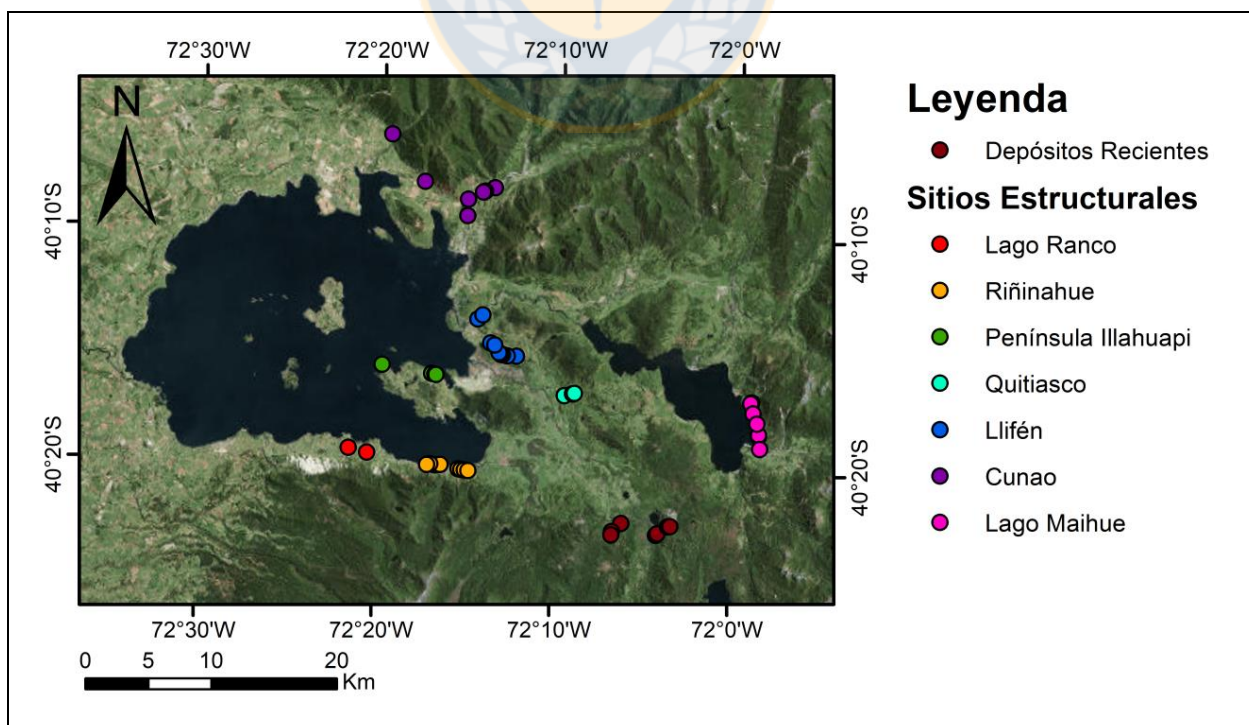 72°30'W 72°20'W 72°10'W 72°0'W
N
40°10'S
40°10'S
40°20'S
40°20'S
72°30'W 72°20'W 72°10'W 72°0'W
0 5 10 20
Km
Leyenda
Depósitos Recientes
Sitios Estructurales
Lago Ranco
Riñinahue
Península Illahuapi
Quitiasco
Llifén
Cunao
Lago Maihue